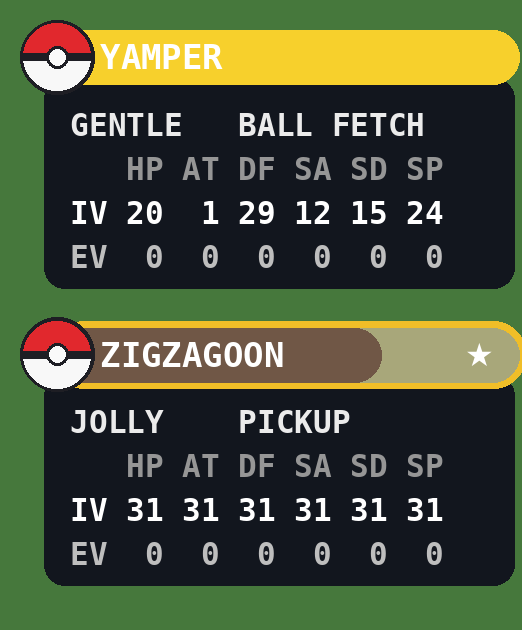 YAMPER
GENTLE BALL FETCH
HP AT DF SA SD SP
IV 20 1 29 12 15 24
EV 0 0 0 0 0 0
ZIGZAGOON ★
JOLLY PICKUP
HP AT DF SA SD SP
IV 31 31 31 31 31 31
EV 0 0 0 0 0 0